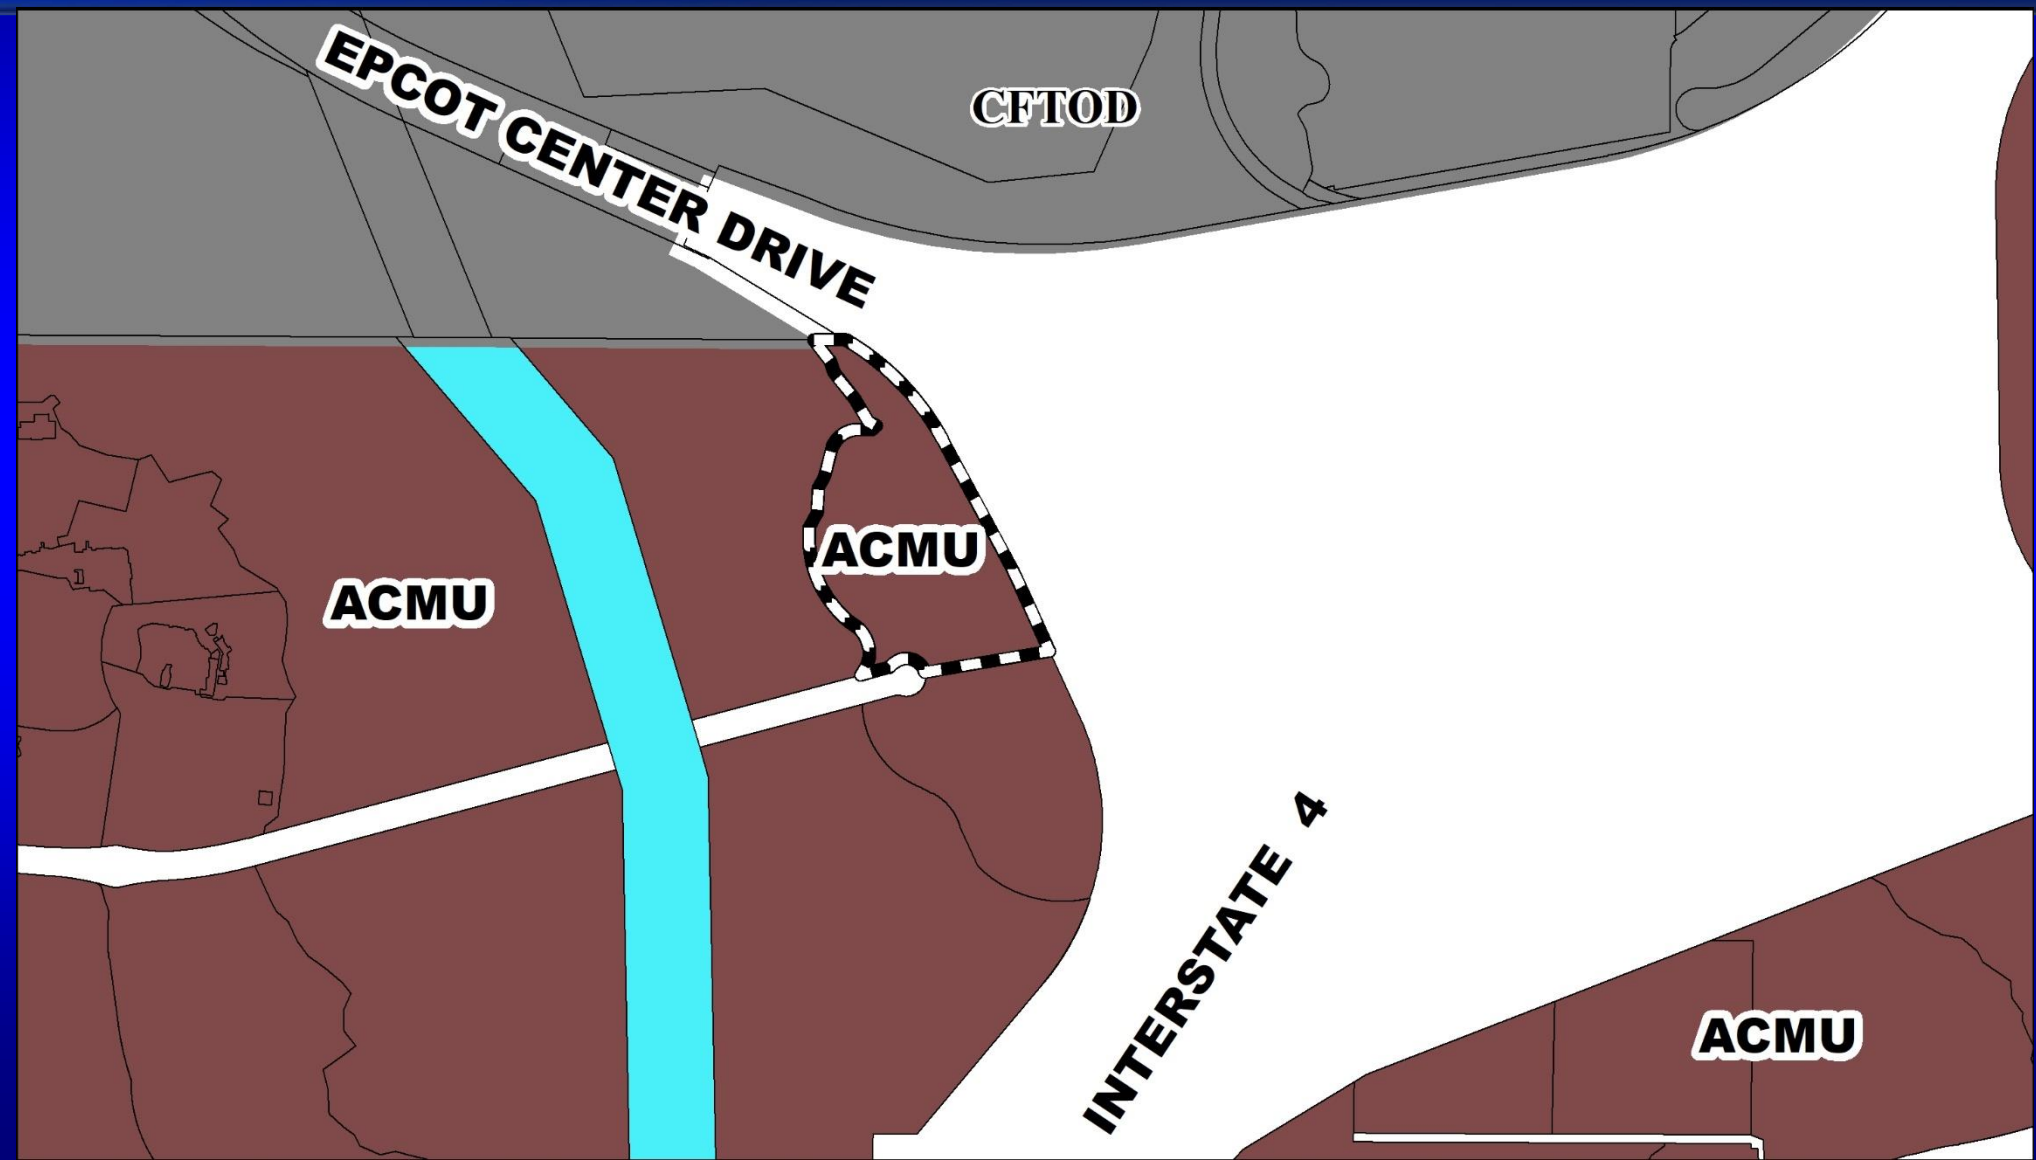 EPCOT CENTER DRIVE
CFTOD
ACMU
ACMU
INTERSTATE 4
ACMU